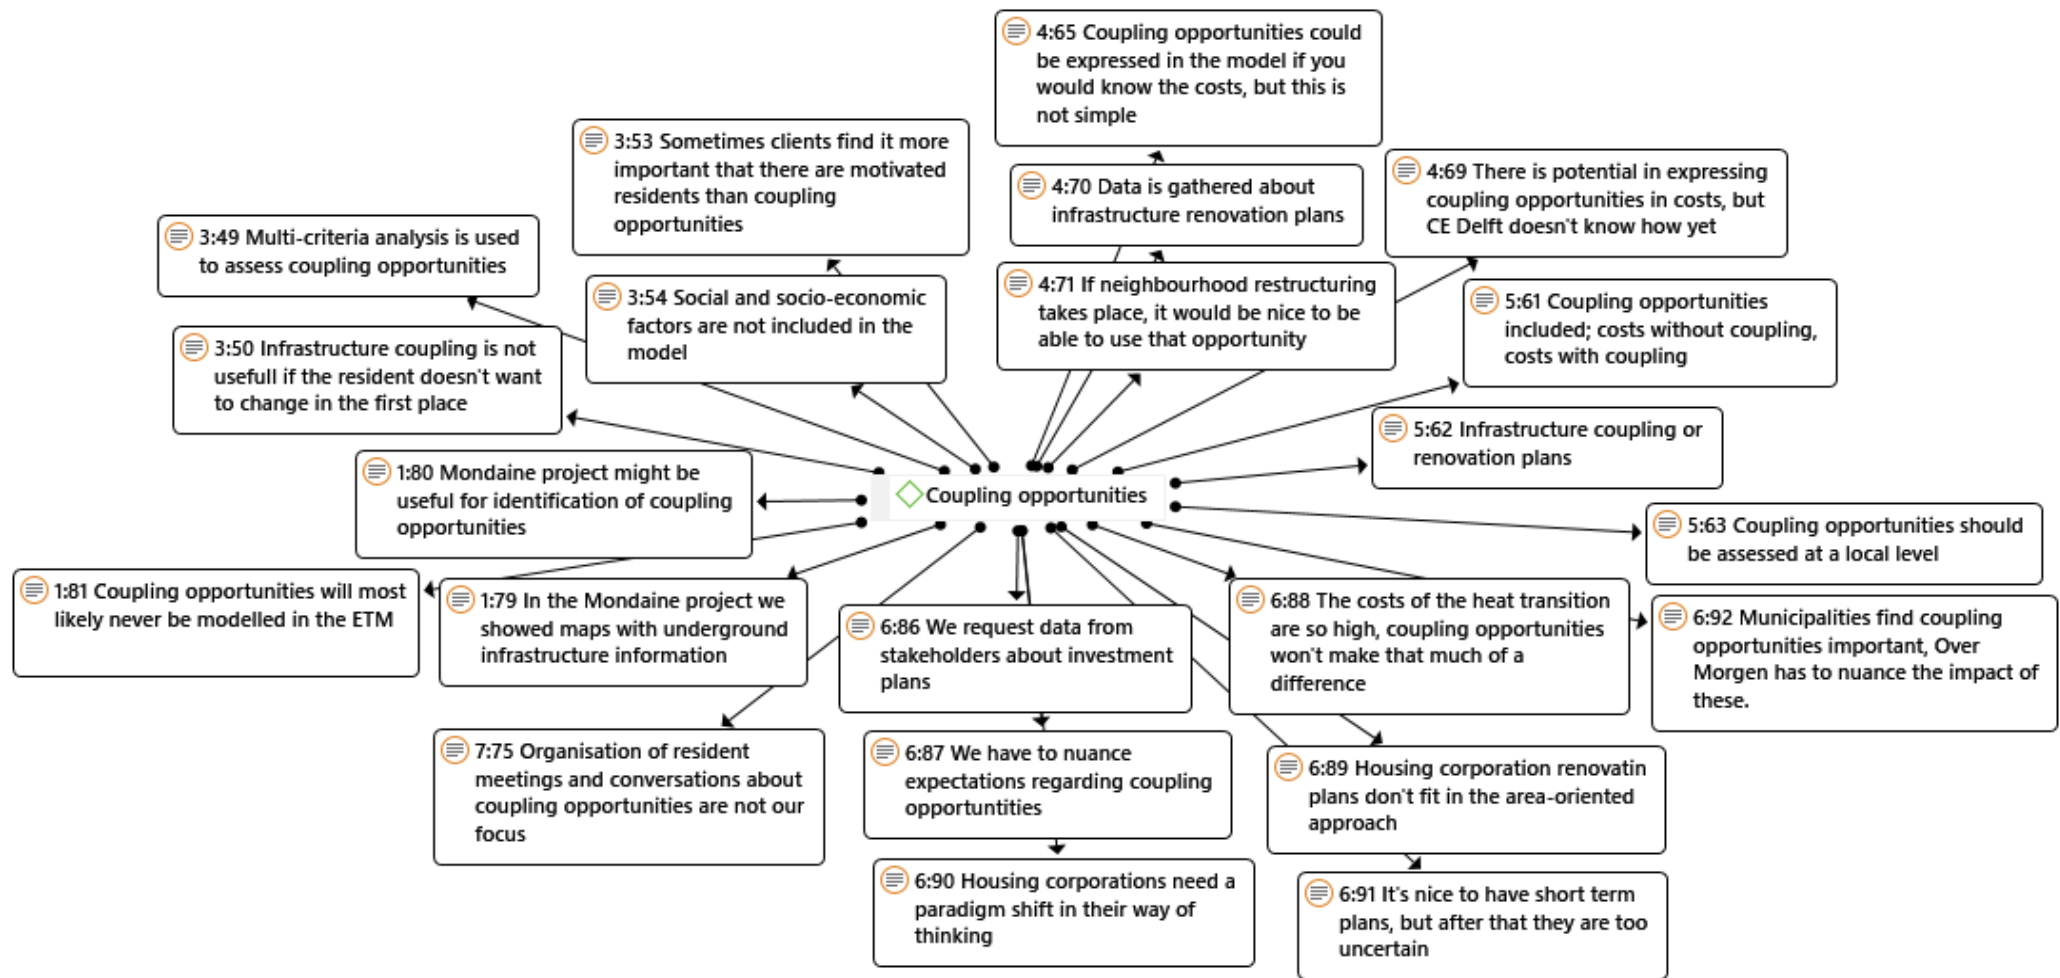 4:65 Coupling opportunities could
be expressed in the model if you
would know the costs, but this is
not simple
3:53 Sometimes clients find it more
important that there are motivated
residents than coupling
opportunities
4:70 Data is gathered about
infrastructure renovation plans
4:69 There is potential in expressing
coupling opportunities in costs, but
CE Delft doesn't know how yet
3:49 Multi-criteria analysis is used
to assess coupling opportunities
3:54 Social and socio-economic
factors are not included in the
model
4:71 If neighbourhood restructuring
takes place, it would be nice to be
able to use that opportunity
5:61 Coupling opportunities
included; costs without coupling,
costs with coupling
3:50 Infrastructure coupling is not
usefull if the resident doesn't want
to change in the first place
5:62 Infrastructure coupling or
renovation plans
1:80 Mondaine project might be
useful for identification of coupling
opportunities
Coupling opportunities
5:63 Coupling opportunities should
be assessed at a local level
1:81 Coupling opportunities will most
likely never be modelled in the ETM
1:79 In the Mondaine project we
showed maps with underground
infrastructure information
6:86 We request data from
stakeholders about investment
plans
6:88 The costs of the heat transition
are so high, coupling opportunities
won't make that much of a
difference
6:92 Municipalities find coupling
opportunities important, Over
Morgen has to nuance the impact of
these.
7:75 Organisation of resident
meetings and conversations about
coupling opportunities are not our
focus
6:87 We have to nuance
expectations regarding coupling
opportuntities
6:89 Housing corporation renovatin
plans don't fit in the area-oriented
approach
6:90 Housing corporations need a
paradigm shift in their way of
thinking
6:91 It's nice to have short term
plans, but after that they are too
uncertain